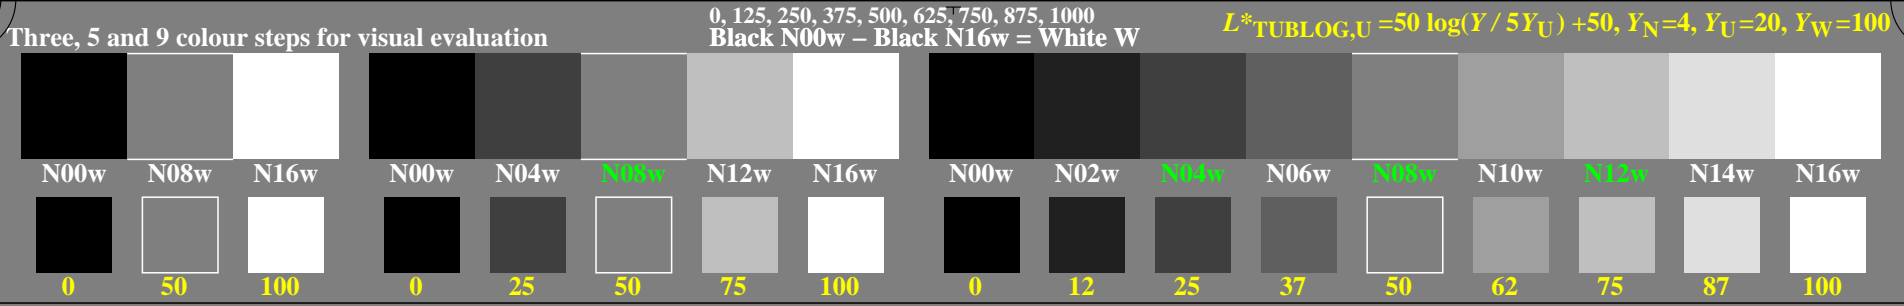 Three, 5 and 9 colour steps for visual evaluation
0, 125, 250, 375, 500, 625, 750, 875, 1000
Black N00w – Black N16w = White W
L*TUBLOG,U =50 log(Y / 5YU) +50, YN=4, YU=20, YW=100
N00w N08w N16w N00w N04w N08w N12w N16w N00w N02w N04w N06w N08w N10w N12w N14w N16w
0 50 100 0 25 50 75 100 0 12 25 37 50 62 75 87 100